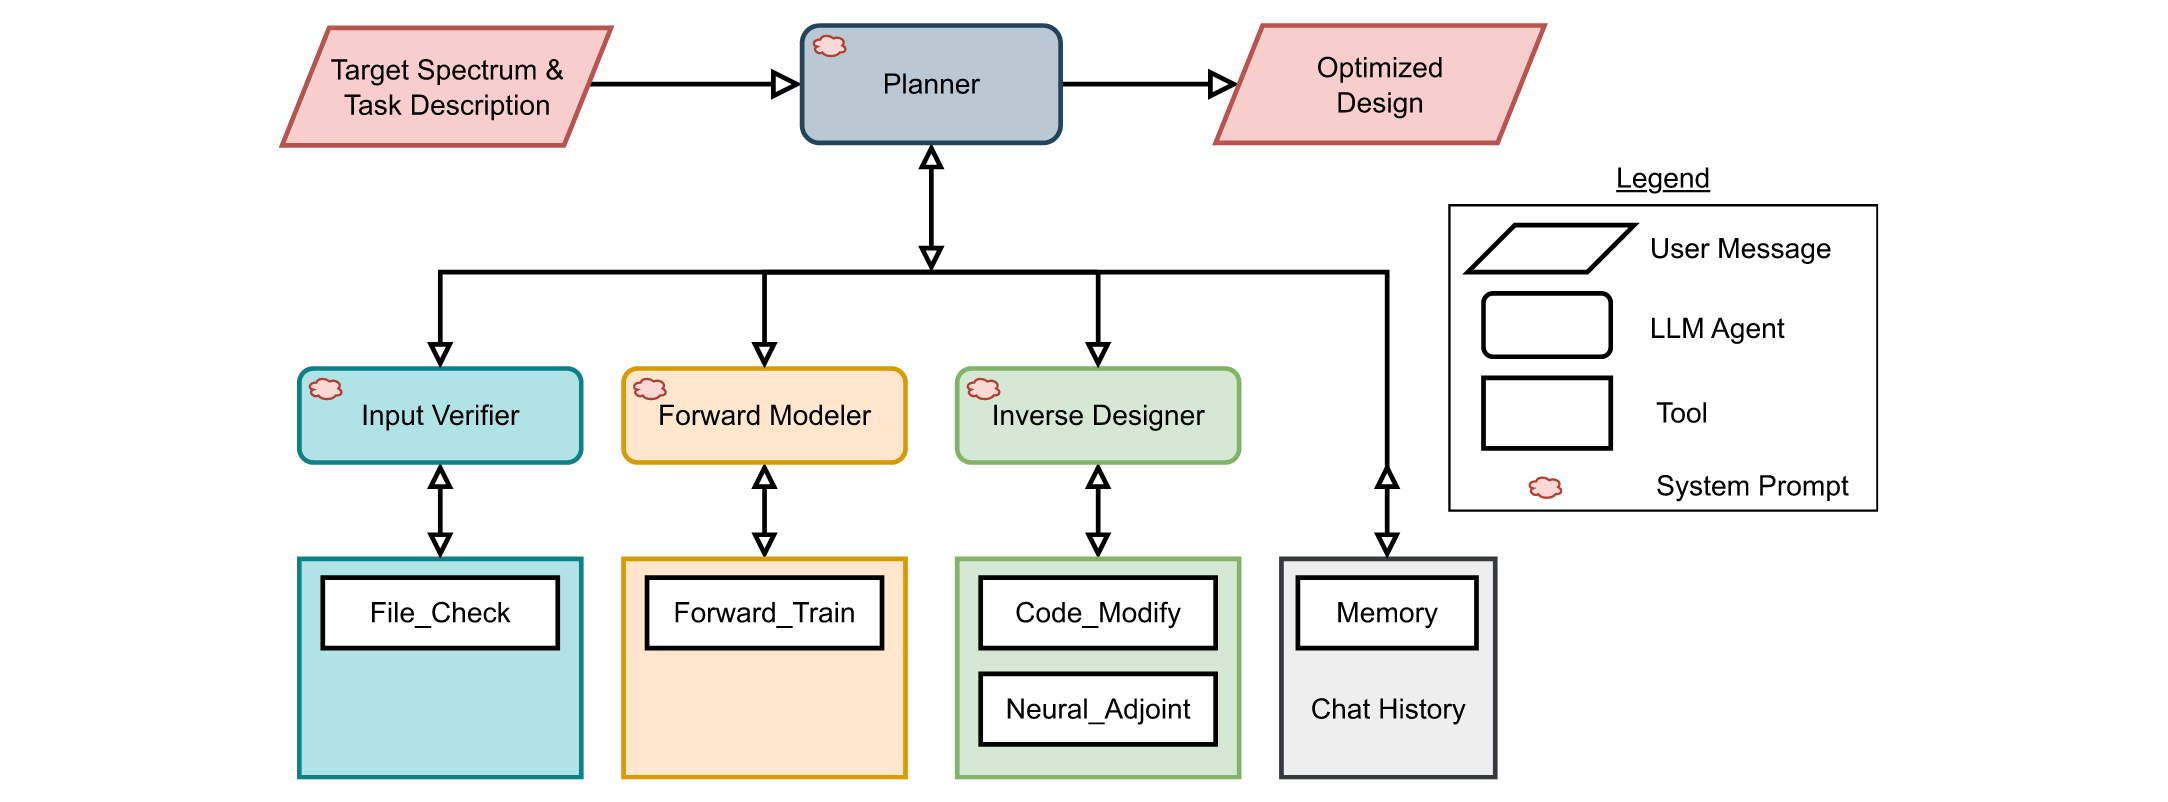 Target Spectrum &
Task Description
Planner
Optimized
Design
Legend
User Message
LLM Agent
Tool
System Prompt
Input Verifier
Forward Modeler
Inverse Designer
File_Check
Forward_Train
Code_Modify
Neural_Adjoint
Memory
Chat History